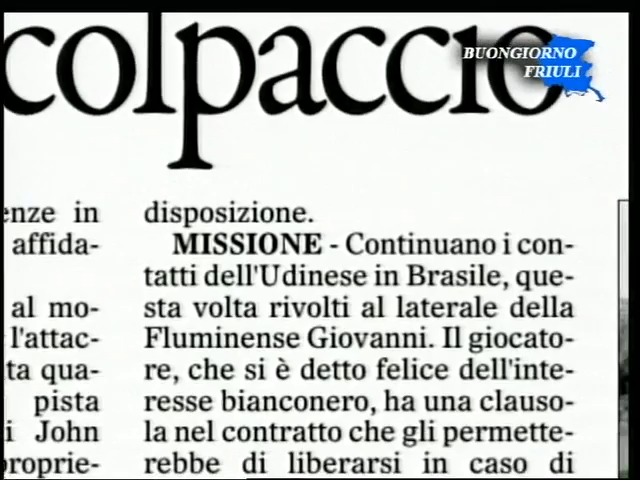 colpaccio
BUONGIORNO
FRIULI
enze in
affida-
al mo-
l'attac-
ta qua-
pista
i John
proprie-
disposizione.
MISSIONE - Continuano i con-
tatti dell'Udinese in Brasile, que-
sta volta rivolti al laterale della
Fluminense Giovanni. Il giocato-
re, che si è detto felice dell'inte-
resse bianconero, ha una clauso-
la nel contratto che gli permette-
rebbe di liberarsi in caso di